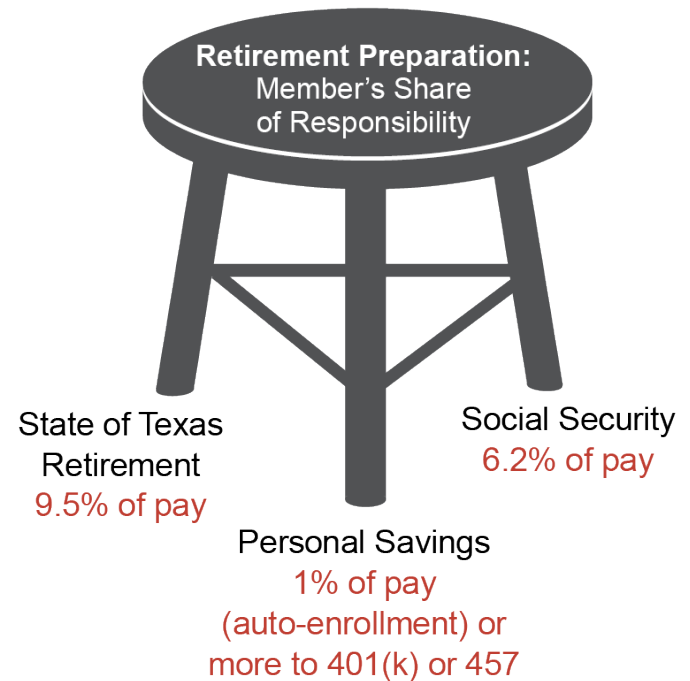 Retirement Preparation:
Member’s Share
of Responsibility
State of Texas
Retirement
9.5% of pay
Personal Savings
1% of pay
(auto-enrollment) or
more to 401(k) or 457
Social Security
6.2% of pay